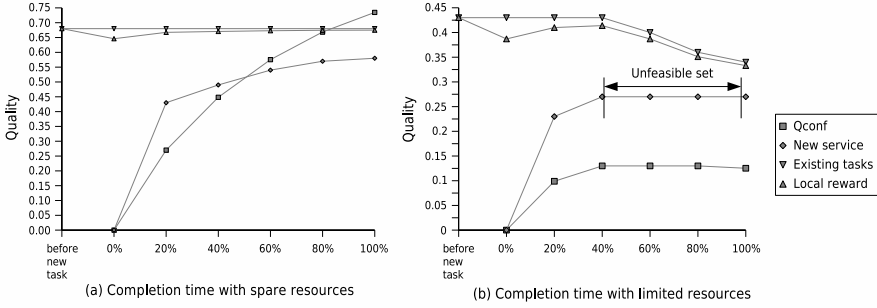 0.75
0.70
0.65
0.60
0.55
0.50
0.45
0.40
0.35
0.30
0.25
0.20
0.15
0.10
0.05
0.00
Quality
before
new
task
0%
20%
40%
60%
80%
100%
(a) Completion time with spare resources
0.45
0.4
0.35
0.3
0.25
0.2
0.15
0.1
0.05
0
Quality
Unfeasible set
before
new
task
0%
20%
40%
60%
80%
100%
(b) Completion time with limited resources
Qconf
New service
Existing tasks
Local reward